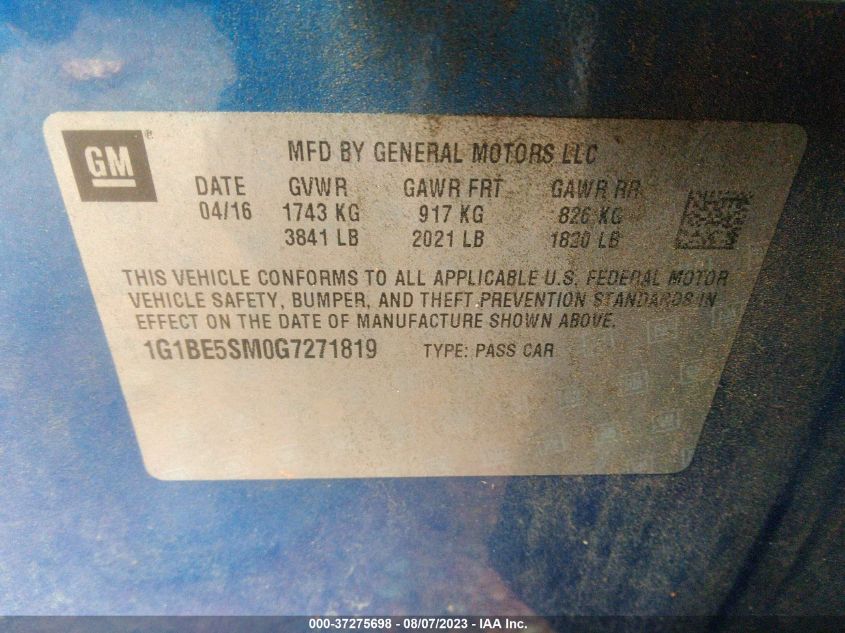 GM ® MFD BY GENERAL MOTORS LLC
DATE GVWR GAWR FRT GAWR RR
04/16 1743 KG 917 KG 826 KG
3841 LB 2021 LB 1820 LB
THIS VEHICLE CONFORMS TO ALL APPLICABLE U.S. FEDERAL MOTOR
VEHICLE SAFETY, BUMPER, AND THEFT PREVENTION STANDARDS IN
EFFECT ON THE DATE OF MANUFACTURE SHOWN ABOVE.
1G1BE5SM0G7271819 TYPE: PASS CAR
000-37275698 - 08/07/2023 - IAA Inc.